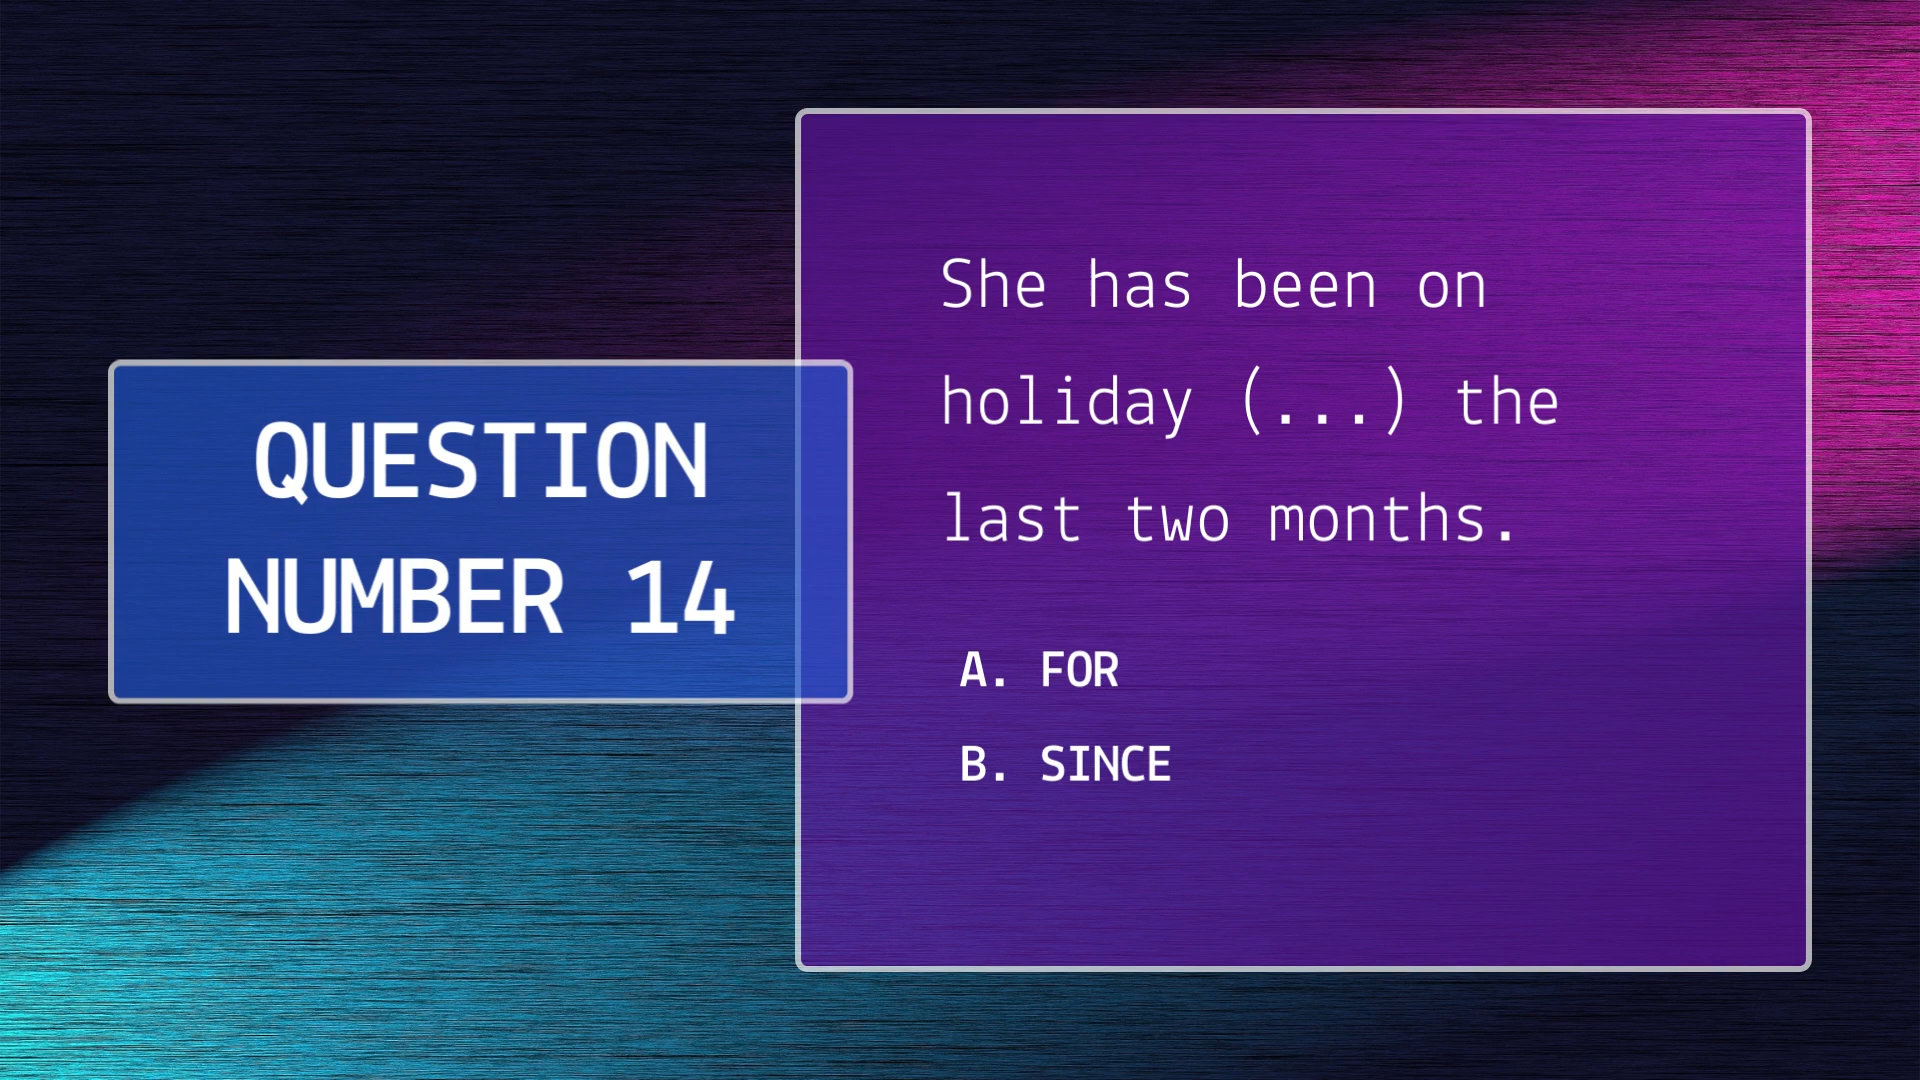 QUESTION
NUMBER 14
She has been on
holiday (...) the
last two months.
A. FOR
B. SINCE